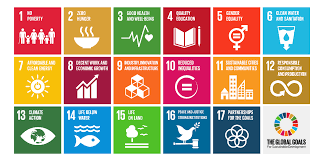 1 NO
POVERTY
2 ZERO
HUNGER
3 GOOD HEALTH
AND WELL-BEING
4 QUALITY
EDUCATION
5 GENDER
EQUALITY
6 CLEAN WATER
AND SANITATION
7 AFFORDABLE AND
CLEAN ENERGY
8 DECENT WORK AND
ECONOMIC GROWTH
9 INDUSTRY, INNOVATION
AND INFRASTRUCTURE
10 REDUCED
INEQUALITIES
11 SUSTAINABLE CITIES
AND COMMUNITIES
12 RESPONSIBLE
CONSUMPTION
AND PRODUCTION
13 CLIMATE
ACTION
14 LIFE BELOW
WATER
15 LIFE
ON LAND
16 PEACE AND JUSTICE
17 PARTNERSHIPS
FOR THE GOALS
THE GLOBAL GOALS
For Sustainable Development